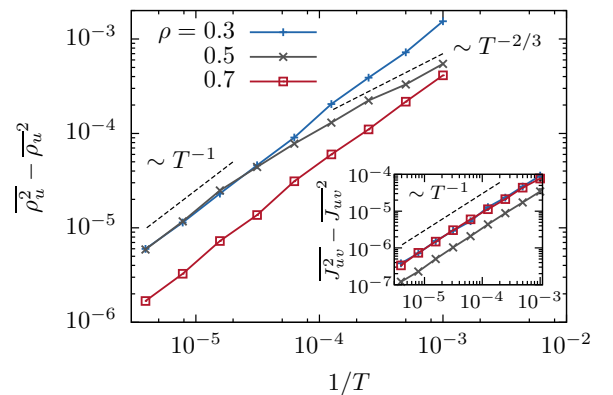 10⁻³
10⁻⁴
10⁻⁵
10⁻⁶
10⁻⁵
10⁻⁴
10⁻³
10⁻²
1/T
\overline{ρ_u^2} − \overline{ρ_u}^2
ρ = 0.3
0.5
0.7
∼ T^{−2/3}
∼ T^{−1}
∼ T^{−1}
10⁻⁴
10⁻⁵
10⁻⁶
10⁻⁷
10⁻⁵
10⁻⁴
10⁻³
\overline{J_{uv}^2} − \overline{J_{uv}}^2